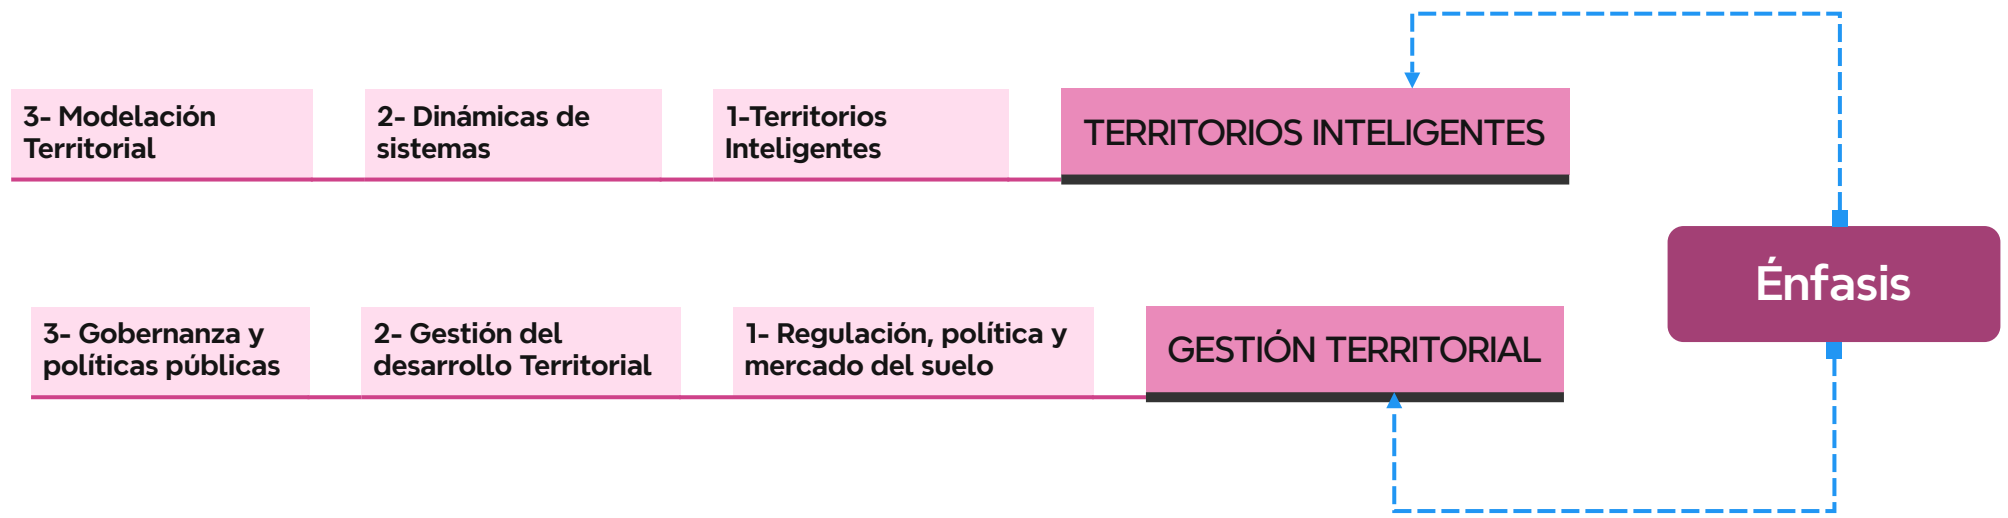 3- Modelación
Territorial
2- Dinámicas de
sistemas
1-Territorios
Inteligentes
TERRITORIOS INTELIGENTES
Énfasis
3- Gobernanza y
políticas públicas
2- Gestión del
desarrollo Territorial
1- Regulación, política y
mercado del suelo
GESTIÓN TERRITORIAL